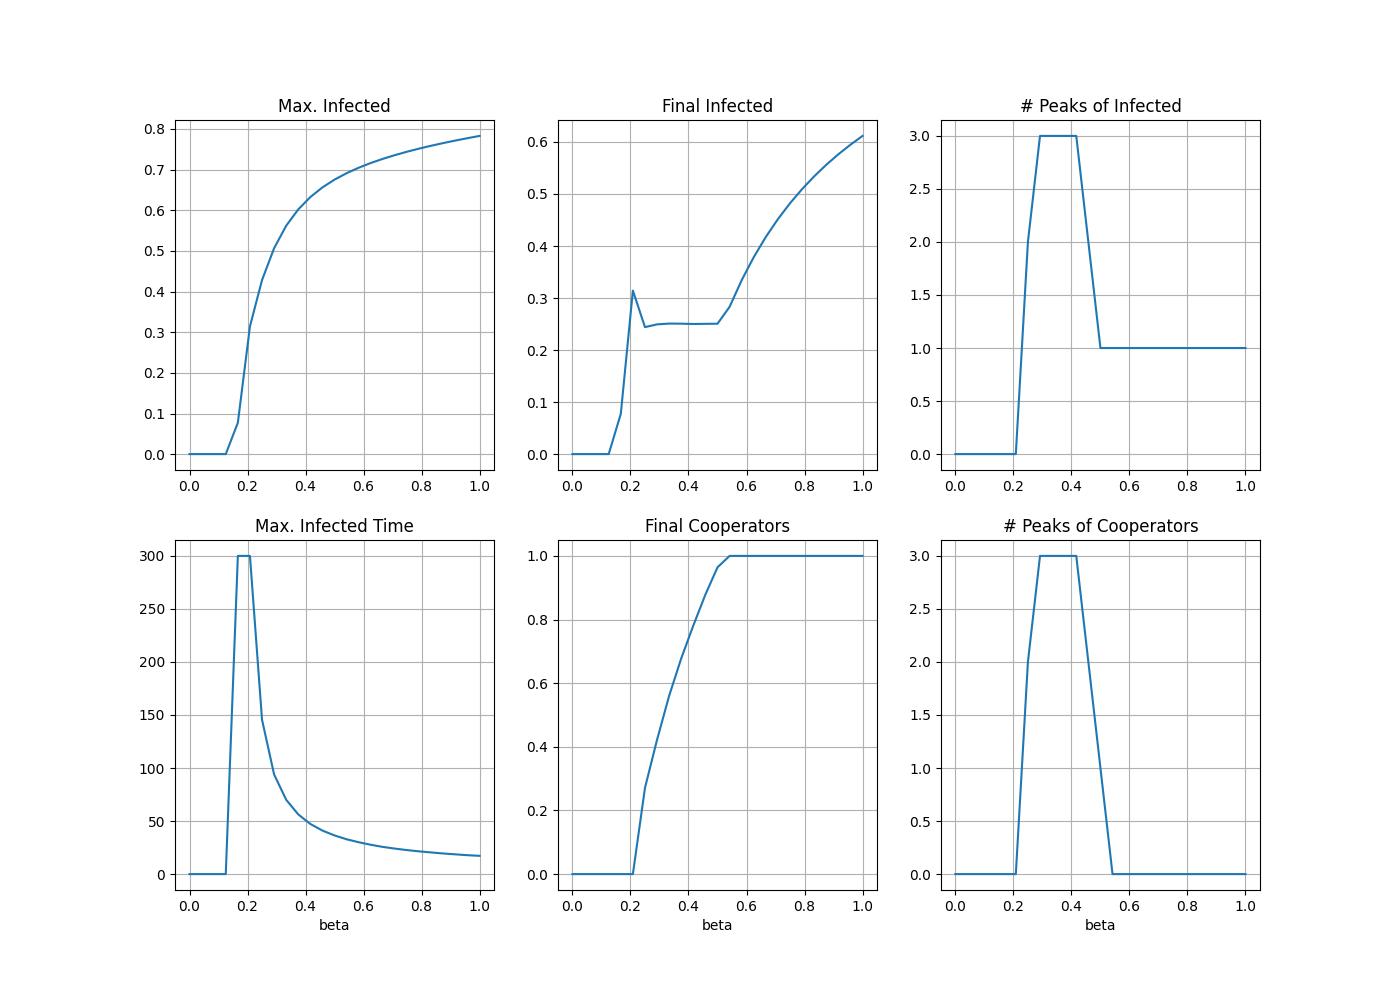 Max. Infected
0.8
0.7
0.6
0.5
0.4
0.3
0.2
0.1
0.0
0.0 0.2 0.4 0.6 0.8 1.0
Final Infected
0.6
0.5
0.4
0.3
0.2
0.1
0.0
0.0 0.2 0.4 0.6 0.8 1.0
# Peaks of Infected
3.0
2.5
2.0
1.5
1.0
0.5
0.0
0.0 0.2 0.4 0.6 0.8 1.0
Max. Infected Time
300
250
200
150
100
50
0
0.0 0.2 0.4 0.6 0.8 1.0
beta
Final Cooperators
1.0
0.8
0.6
0.4
0.2
0.0
0.0 0.2 0.4 0.6 0.8 1.0
beta
# Peaks of Cooperators
3.0
2.5
2.0
1.5
1.0
0.5
0.0
0.0 0.2 0.4 0.6 0.8 1.0
beta